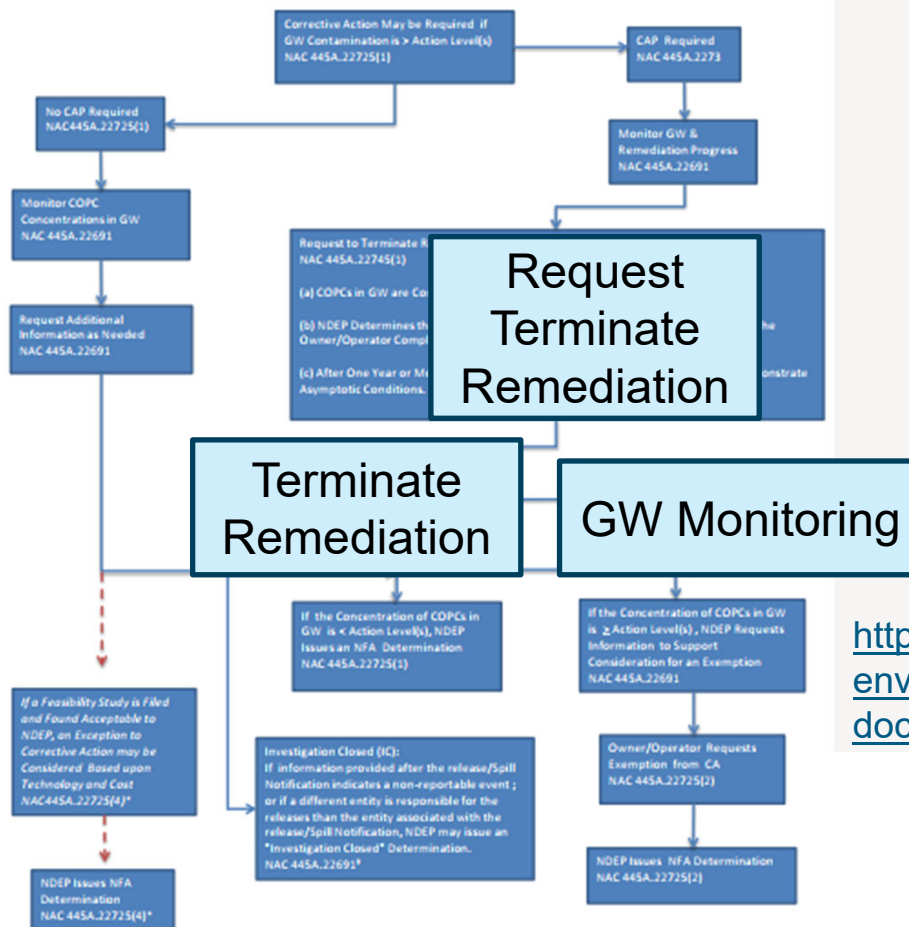 Corrective Action May be Required if
GW Contamination is > Action Level(s)
NAC 445A.22725(1)
CAP Required
NAC 445A.2273
No CAP Required
NAC445A.22725(1)
Monitor GW &
Remediation Progress
NAC 445A.22691
Monitor COPC
Concentrations in GW
NAC 445A.22691
Request to Terminate R
NAC 445A.22745(1)
(a) COPCs in GW are Co
(b) NDEP Determines th
he
Owner/Operator Compl
(c) After One Year or Mo
onstrate
Asymptotic Conditions.
Request
Terminate
Remediation
Request Additional
Information as Needed
NAC 445A.22691
Terminate
Remediation
GW Monitoring
If the Concentration of COPCs in
GW is < Action Level(s), NDEP
Issues an NFA Determination
NAC 445A.22725(1)
If the Concentration of COPCs in GW
is ≥ Action Level(s), NDEP Requests
Information to Support
Consideration for an Exemption
NAC 445A.22691
http
env
doc
If a Feasibility Study is Filed
and Found Acceptable to
NDEP, an Exception to
Corrective Action may be
Considered Based upon
Technology and Cost
NAC445A.22725(4)*
Investigation Closed (IC):
If information provided after the release/Spill
Notification indicates a non-reportable event ;
or if a different entity is responsible for the
releases than the entity associated with the
release/Spill Notification, NDEP may issue an
"Investigation Closed" Determination.
NAC 445A.22691*
Owner/Operator Requests
Exemption from CA
NAC 445A.22725(2)
NDEP Issues NFA
Determination
NAC 445A.22725(4)*
NDEP Issues NFA Determination
NAC 445A.22725(2)